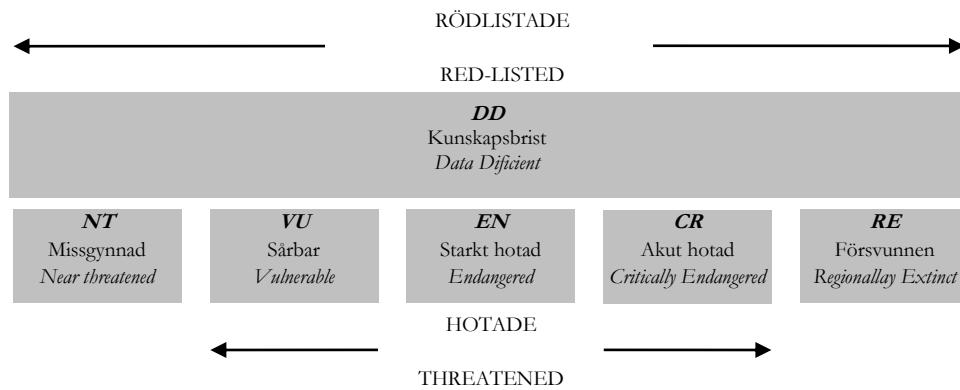 RÖDLISTADE
RED-LISTED
DD
Kunskapsbrist
Data Dificient
NT
Missgynnad
Near threatened
VU
Sårbar
Vulnerable
EN
Starkt hotad
Endangered
CR
Akut hotad
Critically Endangered
RE
Försvunnen
Regionallay Extinct
HOTADE
THREATENED